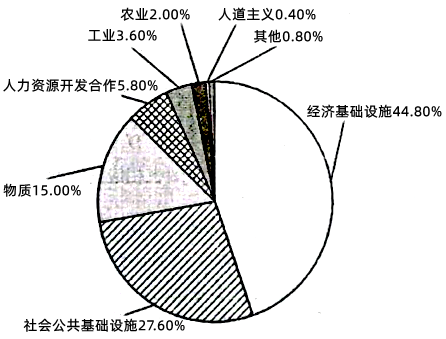 农业2.00%
人道主义0.40%
工业3.60%
其他0.80%
人力资源开发合作5.80%
经济基础设施44.80%
物质15.00%
社会公共基础设施27.60%